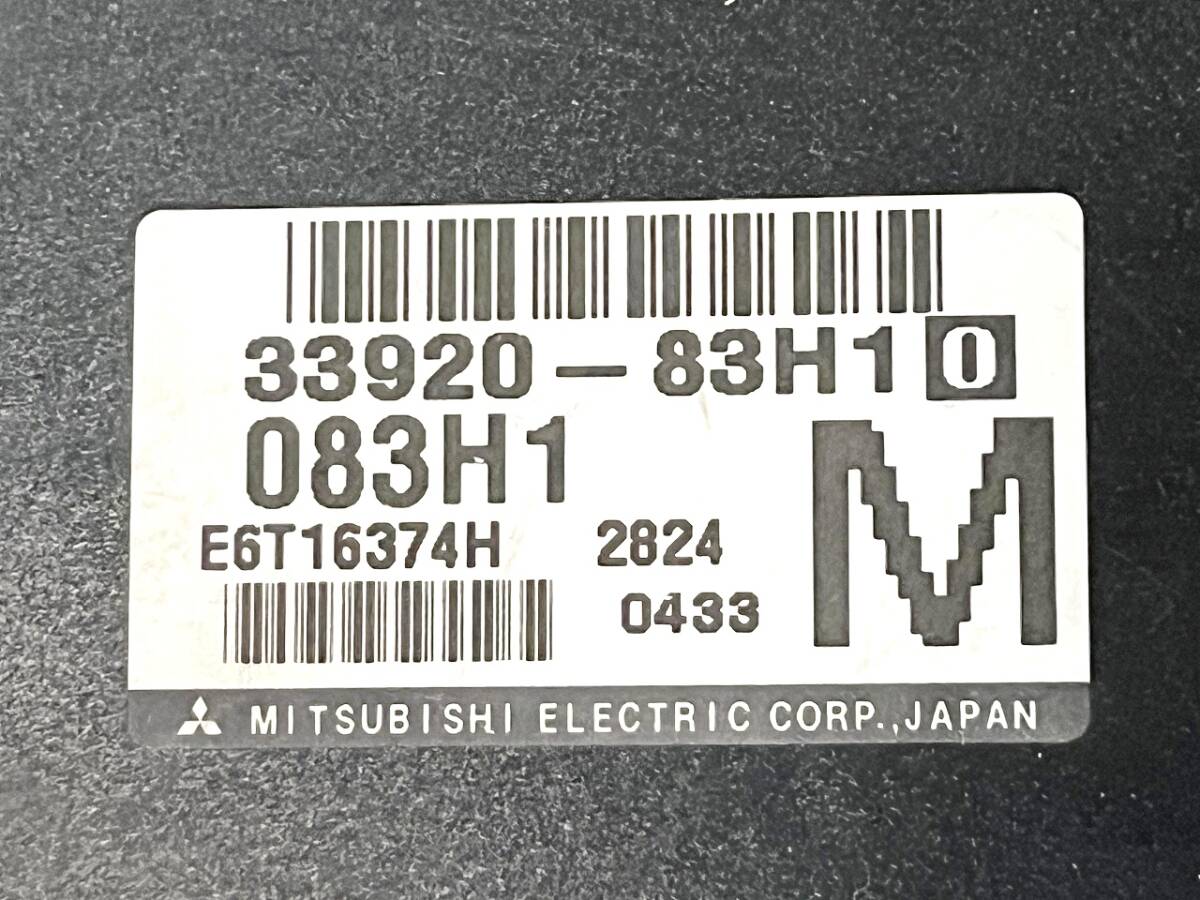 33920-83H1 0
083H1
M
E6T16374H 2824
0433
MITSUBISHI ELECTRIC CORP.,JAPAN